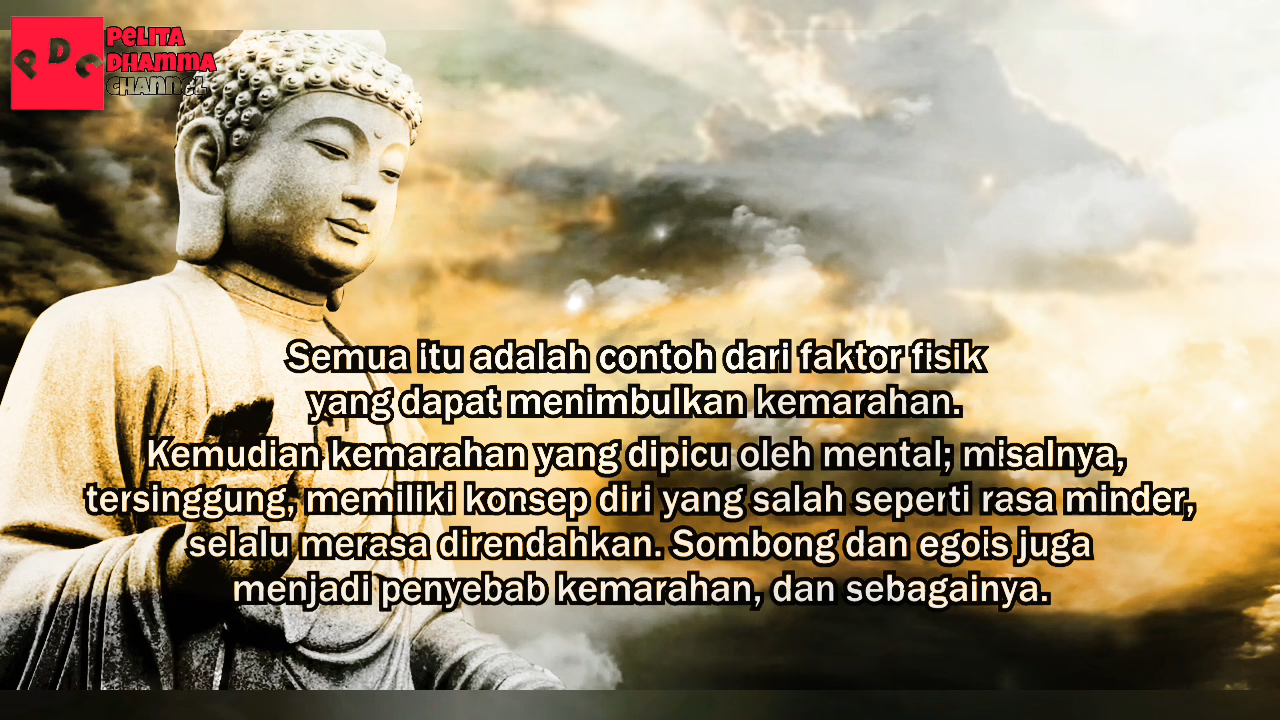 PDC
PeLITA
DHAMMA
CHANNEL
Semua itu adalah contoh dari faktor fisik
yang dapat menimbulkan kemarahan.
Kemudian kemarahan yang dipicu oleh mental; misalnya,
tersinggung, memiliki konsep diri yang salah seperti rasa minder,
selalu merasa direndahkan. Sombong dan egois juga
menjadi penyebab kemarahan, dan sebagainya.